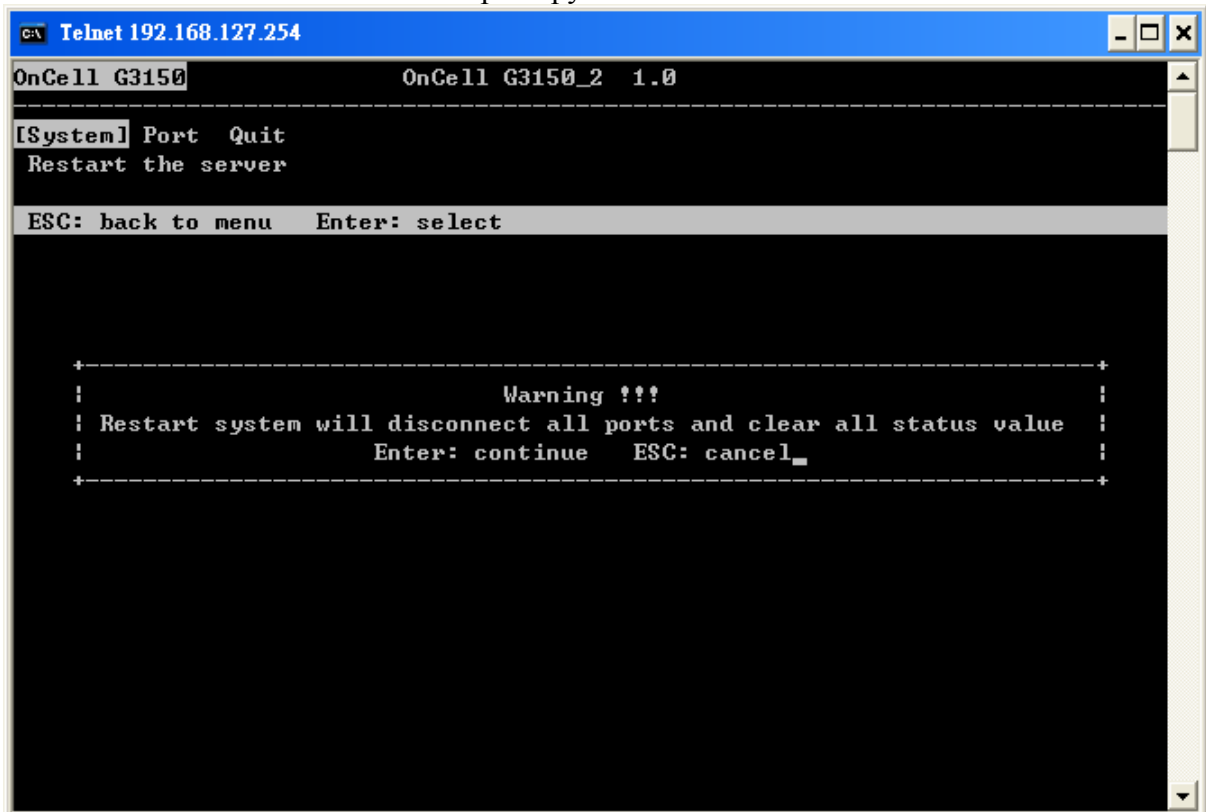 Telnet 192.168.127.254
OnCell G3150 OnCell G3150_2 1.0
[System] Port Quit
Restart the server
ESC: back to menu Enter: select
Warning !!!
Restart system will disconnect all ports and clear all status value
Enter: continue ESC: cancel_